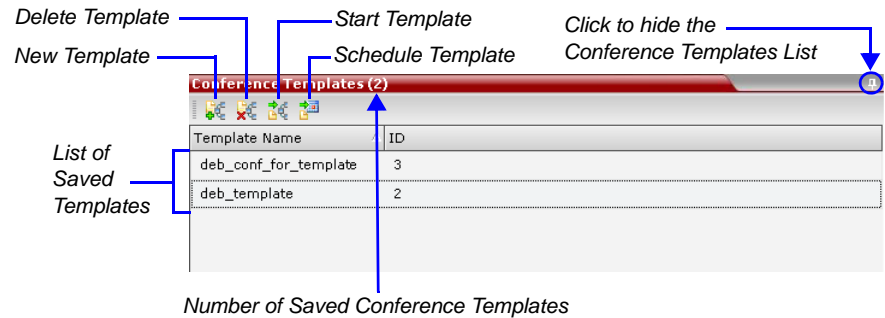 Delete Template
Start Template
Click to hide the
New Template
Schedule Template
Conference Templates List
Conference Templates (2)
Template Name
ID
List of
Saved
Templates
deb_conf_for_template 3
deb_template 2
Number of Saved Conference Templates